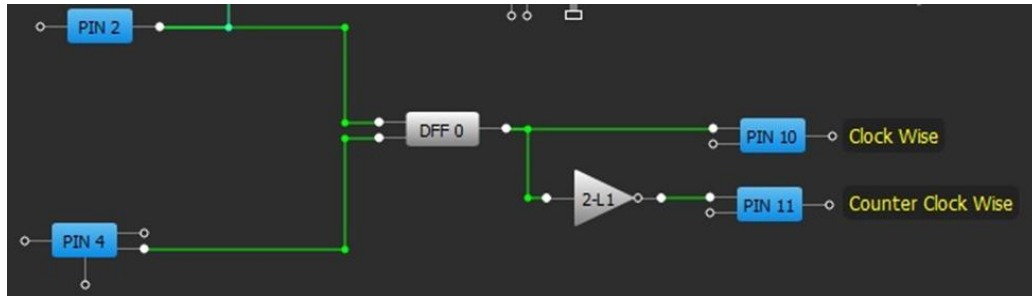 PIN 2
DFF 0
PIN 10
Clock Wise
2-L1
PIN 11
Counter Clock Wise
PIN 4